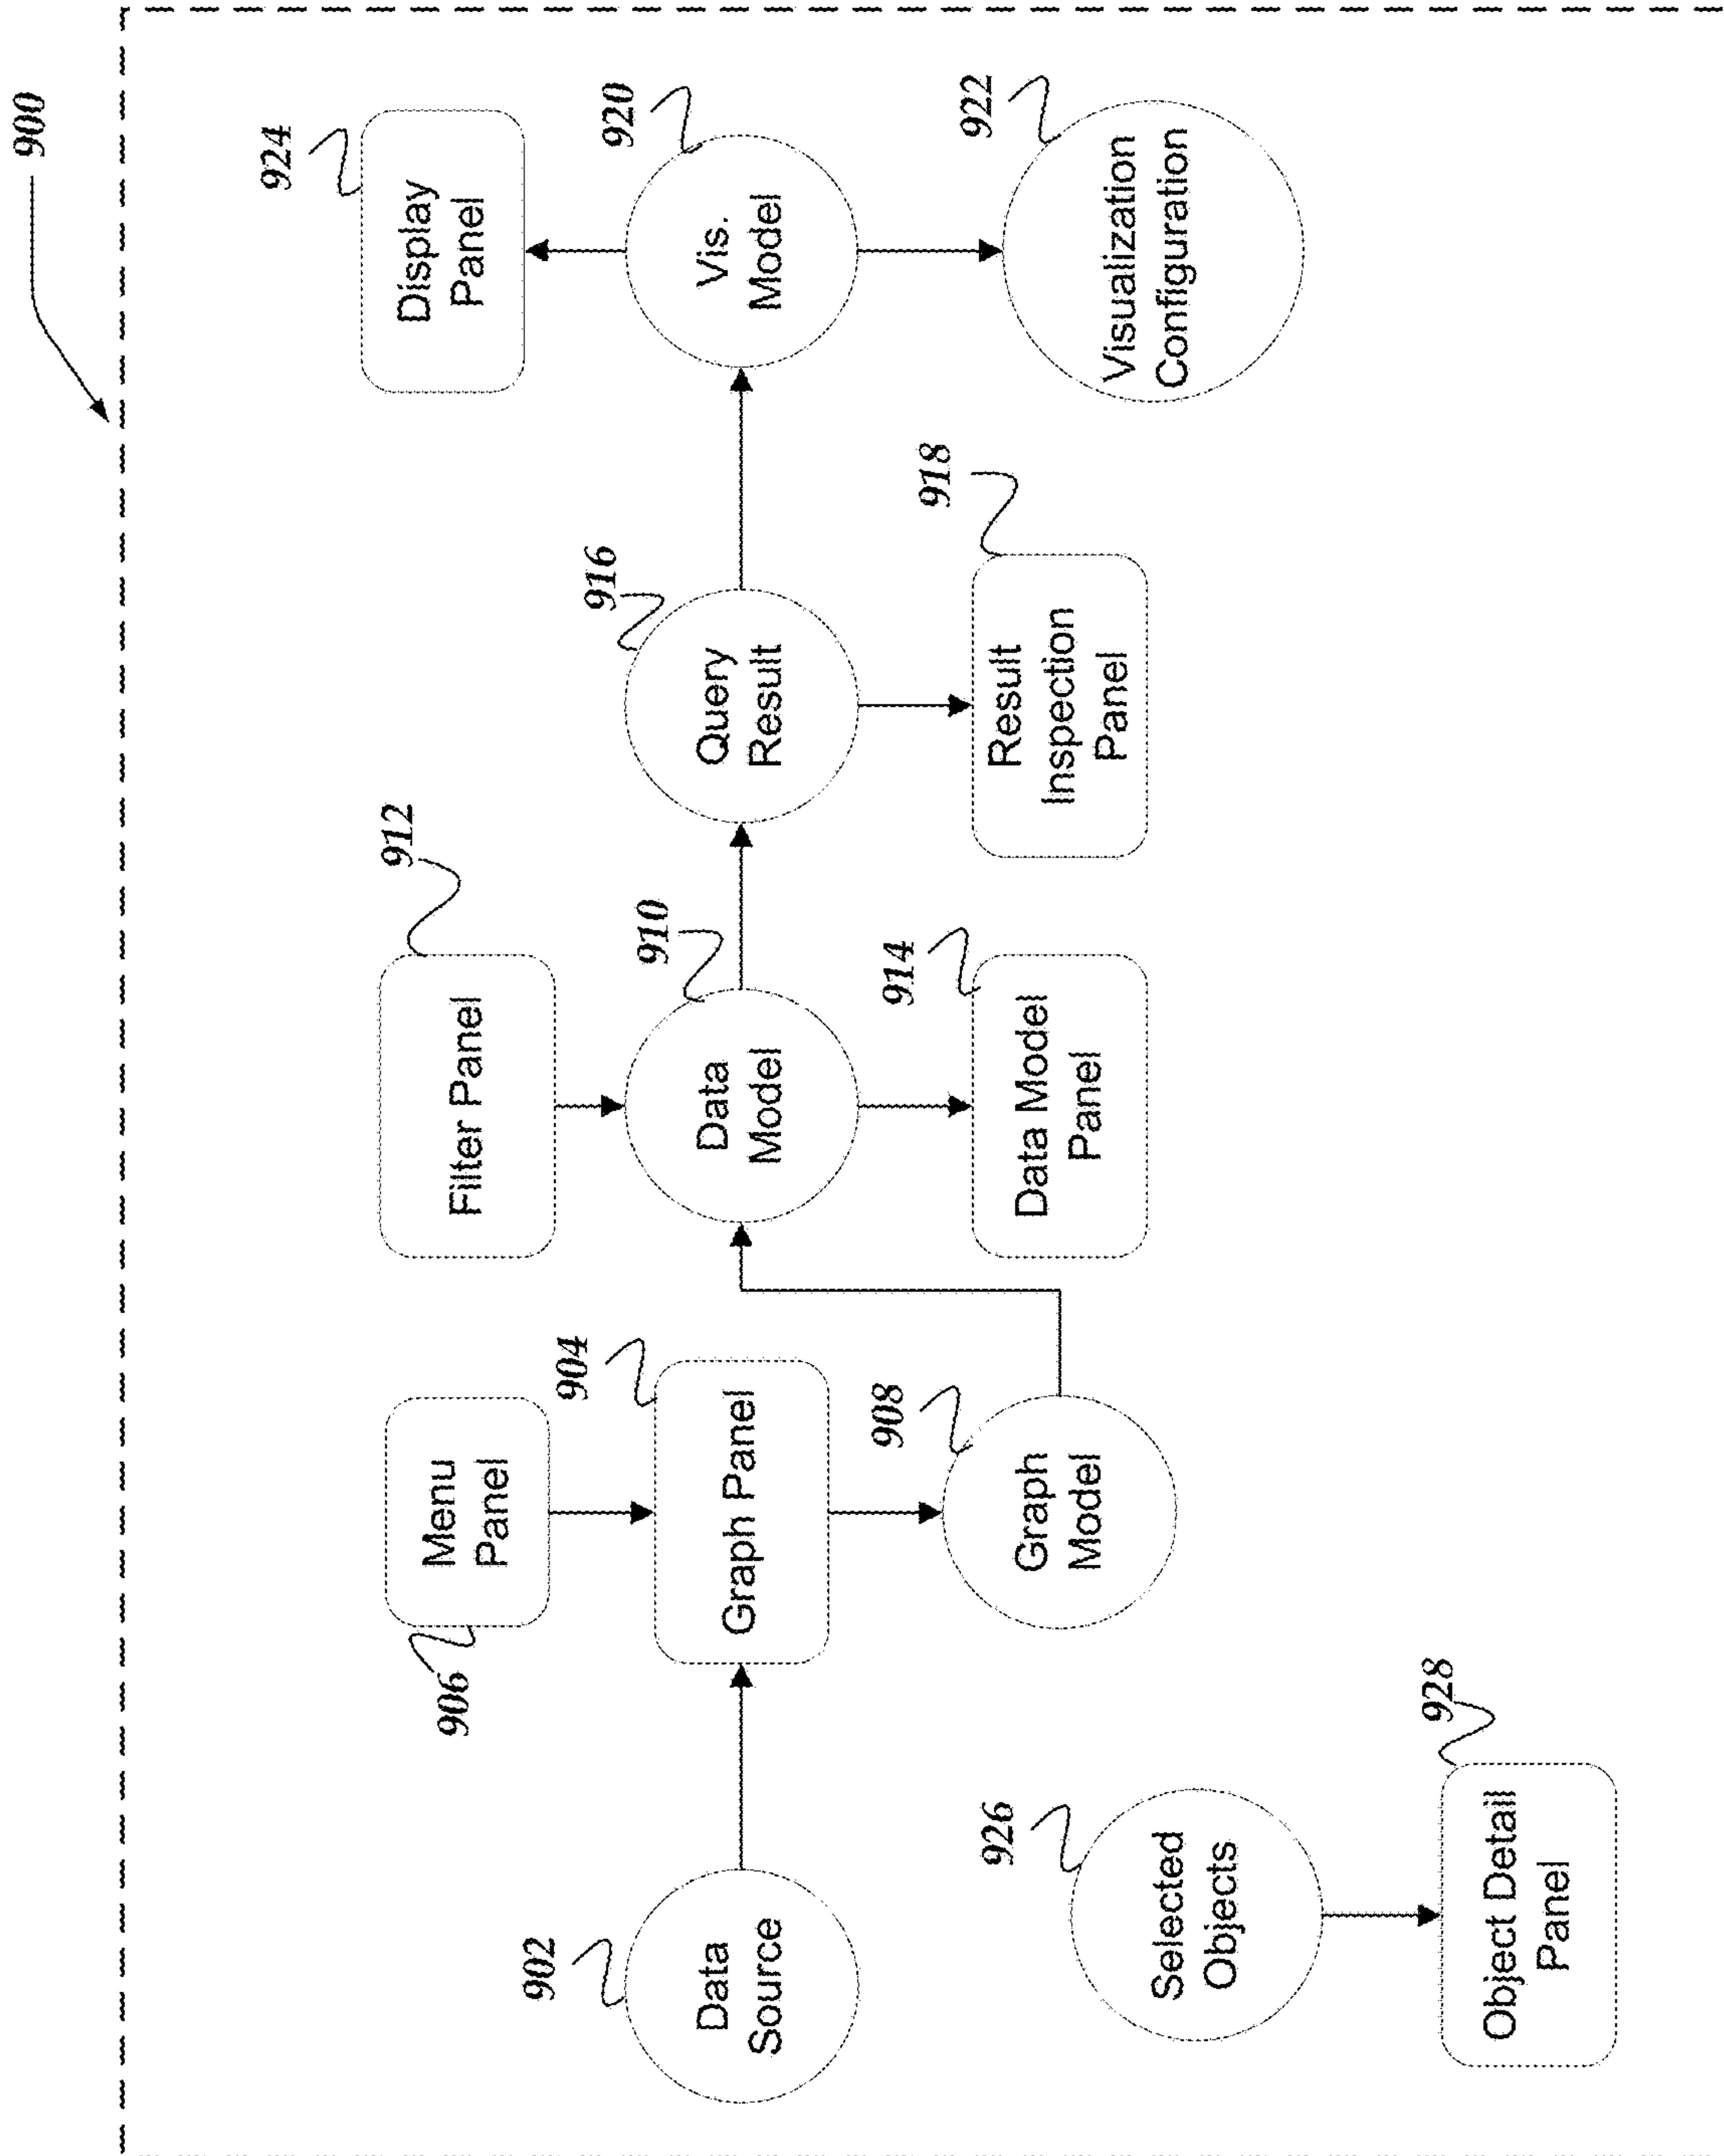 900
924
Display
Panel
920
Vis.
Model
922
Visualization
Configuration
916
Query
Result
918
Result
Inspection
Panel
912
Filter Panel
910
Data
Model
914
Data Model
Panel
906
Menu
Panel
904
Graph Panel
908
Graph
Model
902
Data
Source
926
Selected
Objects
928
Object Detail
Panel